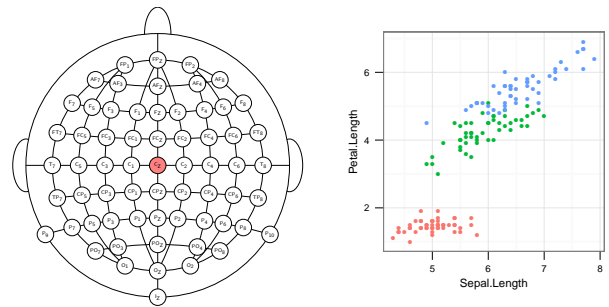 FP1 FPZ FP2
AF7 AF3 AFZ AF4 AF8
F7 F5 F3 F1 FZ F2 F4 F6 F8
FT7 FC5 FC3 FC1 FCZ FC2 FC4 FC6 FT8
T7 C5 C3 C1 CZ C2 C4 C6 T8
TP7 CP5 CP3 CP1 CPZ CP2 CP4 CP6 TP8
P9 P7 P5 P3 P1 PZ P2 P4 P6 P8 P10
PO7 PO3 POZ PO4 PO8
O1 OZ O2
IZ
6
4
2
Petal.Length
5 6 7 8
Sepal.Length